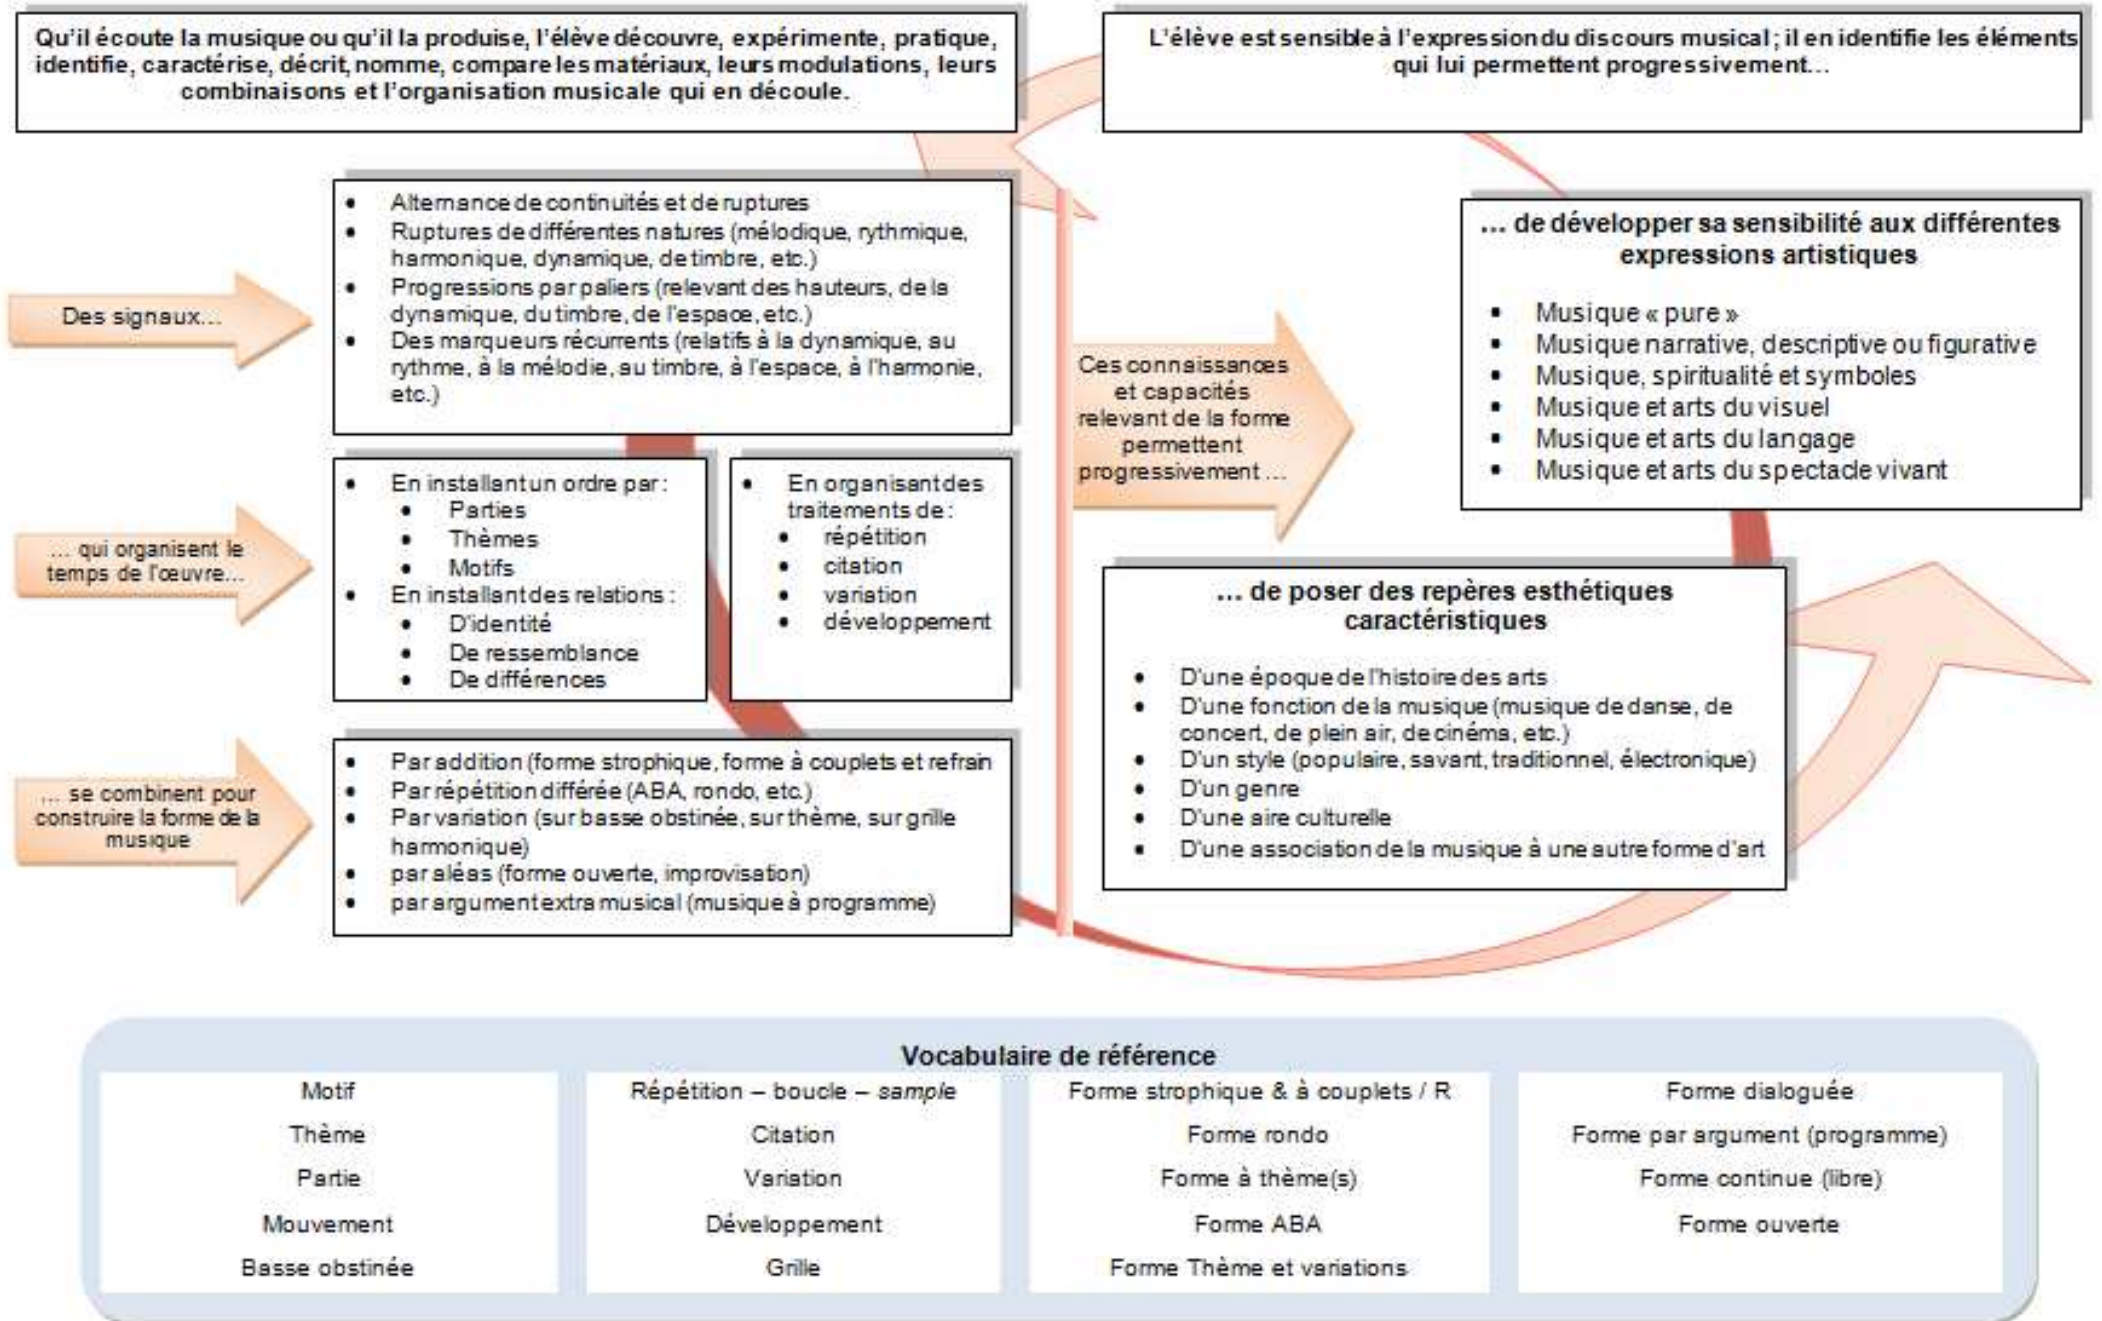 Qu'il écoute la musique ou qu'il la produise, l'élève découvre, expérimente, pratique,
identifie, caractérise, décrit, nomme, compare les matériaux, leurs modulations, leurs
combinaisons et l'organisation musicale qui en découle.
L'élève est sensible à l'expression du discours musical ; il en identifie les éléments
qui lui permettent progressivement…
Des signaux…
• Alternance de continuités et de ruptures
• Ruptures de différentes natures (mélodique, rythmique,
harmonique, dynamique, de timbre, etc.)
• Progressions par paliers (relevant des hauteurs, de la
dynamique, du timbre, de l'espace, etc.)
• Des marqueurs récurrents (relatifs à la dynamique, au
rythme, à la mélodie, au timbre, à l'espace, à l'harmonie,
etc.)
… qui organisent le
temps de l'œuvre…
• En installant un ordre par :
• Parties
• Thèmes
• Motifs
• En installant des relations :
• D'identité
• De ressemblance
• De différences
• En organisant des
traitements de :
• répétition
• citation
• variation
• développement
… se combinent pour
construire la forme de la
musique
• Par addition (forme strophique, forme à couplets et refrain
• Par répétition différée (ABA, rondo, etc.)
• Par variation (sur basse obstinée, sur thème, sur grille
harmonique)
• par aléas (forme ouverte, improvisation)
• par argument extra musical (musique à programme)
Ces connaissances
et capacités
relevant de la forme
permettent
progressivement …
… de développer sa sensibilité aux différentes
expressions artistiques
• Musique « pure »
• Musique narrative, descriptive ou figurative
• Musique, spiritualité et symboles
• Musique et arts du visuel
• Musique et arts du langage
• Musique et arts du spectacle vivant
… de poser des repères esthétiques
caractéristiques
• D'une époque de l'histoire des arts
• D'une fonction de la musique (musique de danse, de
concert, de plein air, de cinéma, etc.)
• D'un style (populaire, savant, traditionnel, électronique)
• D'un genre
• D'une aire culturelle
• D'une association de la musique à une autre forme d'art
Vocabulaire de référence
Motif
Thème
Partie
Mouvement
Basse obstinée
Répétition – boucle – sample
Citation
Variation
Développement
Grille
Forme strophique & à couplets / R
Forme rondo
Forme à thème(s)
Forme ABA
Forme Thème et variations
Forme dialoguée
Forme par argument (programme)
Forme continue (libre)
Forme ouverte